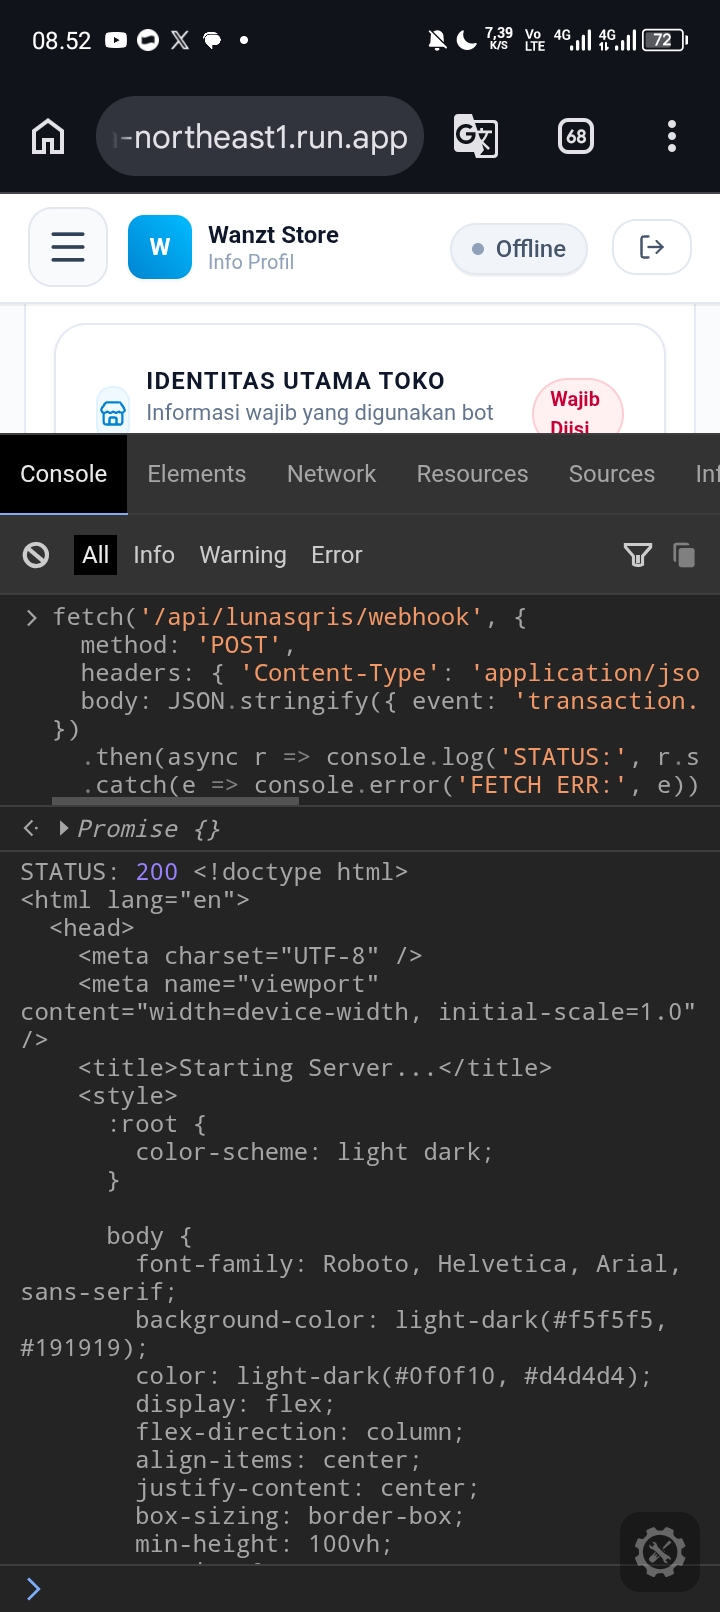 08.52
7,39 K/S
Vo LTE
4G
4G
72
-northeast1.run.app
68
W
Wanzt Store
Info Profil
Offline
IDENTITAS UTAMA TOKO
Informasi wajib yang digunakan bot
Wajib
Diisi
Console Elements Network Resources Sources Inf
All Info Warning Error
fetch('/api/lunasqris/webhook', {
  method: 'POST',
  headers: { 'Content-Type': 'application/jso
  body: JSON.stringify({ event: 'transaction.
})
  .then(async r => console.log('STATUS:', r.s
  .catch(e => console.error('FETCH ERR:', e))
Promise {}
STATUS: 200 <!doctype html>
<html lang="en">
  <head>
    <meta charset="UTF-8" />
    <meta name="viewport"
content="width=device-width, initial-scale=1.0"
/>
    <title>Starting Server...</title>
    <style>
      :root {
        color-scheme: light dark;
      }
      body {
        font-family: Roboto, Helvetica, Arial,
sans-serif;
        background-color: light-dark(#f5f5f5,
#191919);
        color: light-dark(#0f0f10, #d4d4d4);
        display: flex;
        flex-direction: column;
        align-items: center;
        justify-content: center;
        box-sizing: border-box;
        min-height: 100vh;